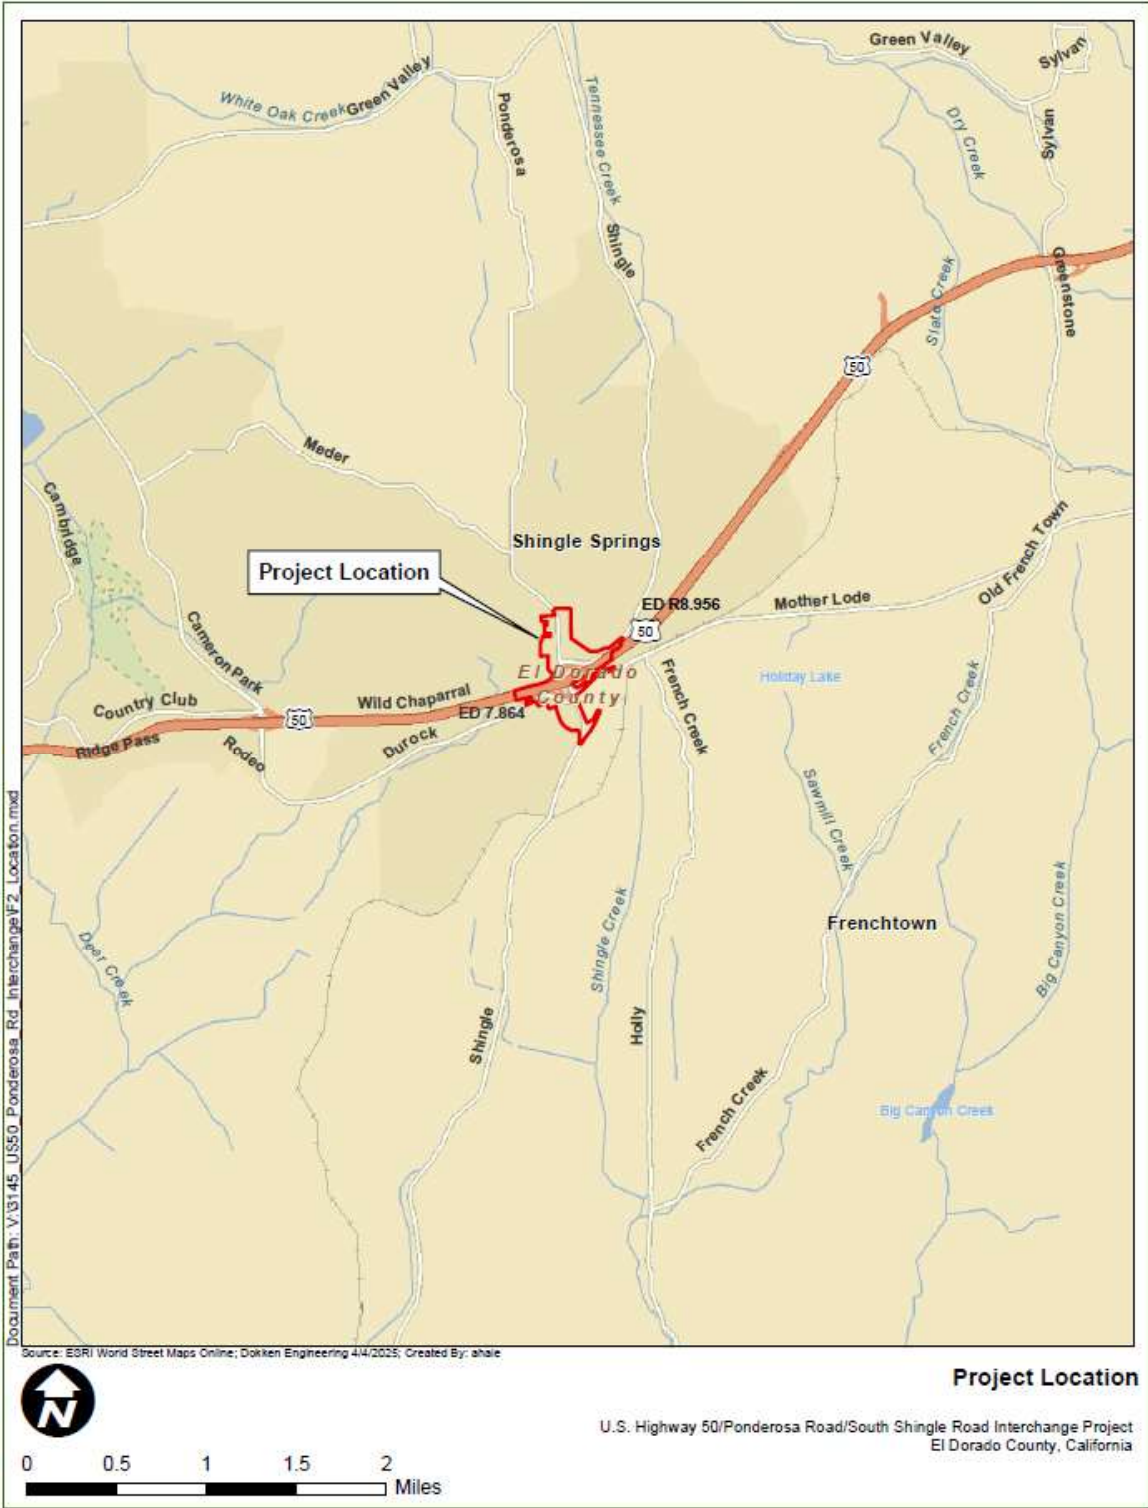 Green Valley
Sylvan
White Oak Creek
Green Valley
Ponderosa
Tennessee Creek
Dry Creek
Sylvan
Shingle
Greenstone
Slate Creek
50
Meder
Cambridge
Shingle Springs
Old French Town
Project Location
ED R8.956
Mother Lode
50
Cameron Park
El Dorado
County
French Creek
Holiday Lake
French Creek
Country Club
Wild Chaparral
ED 7.864
50
Ridge Pass
Rodeo
Durock
Sawmill Creek
Frenchtown
Shingle Creek
Big Canyon Creek
Deer Creek
Shingle
Holly
French Creek
Big Canyon Creek
Document Path: V:\3145_US50_Ponderosa_Rd_Interchange\F2_Location.mxd
Source: ESRI World Street Maps Online; Dokken Engineering 4/4/2025; Created By: ahale
N
Project Location
U.S. Highway 50/Ponderosa Road/South Shingle Road Interchange Project
El Dorado County, California
0 0.5 1 1.5 2
Miles